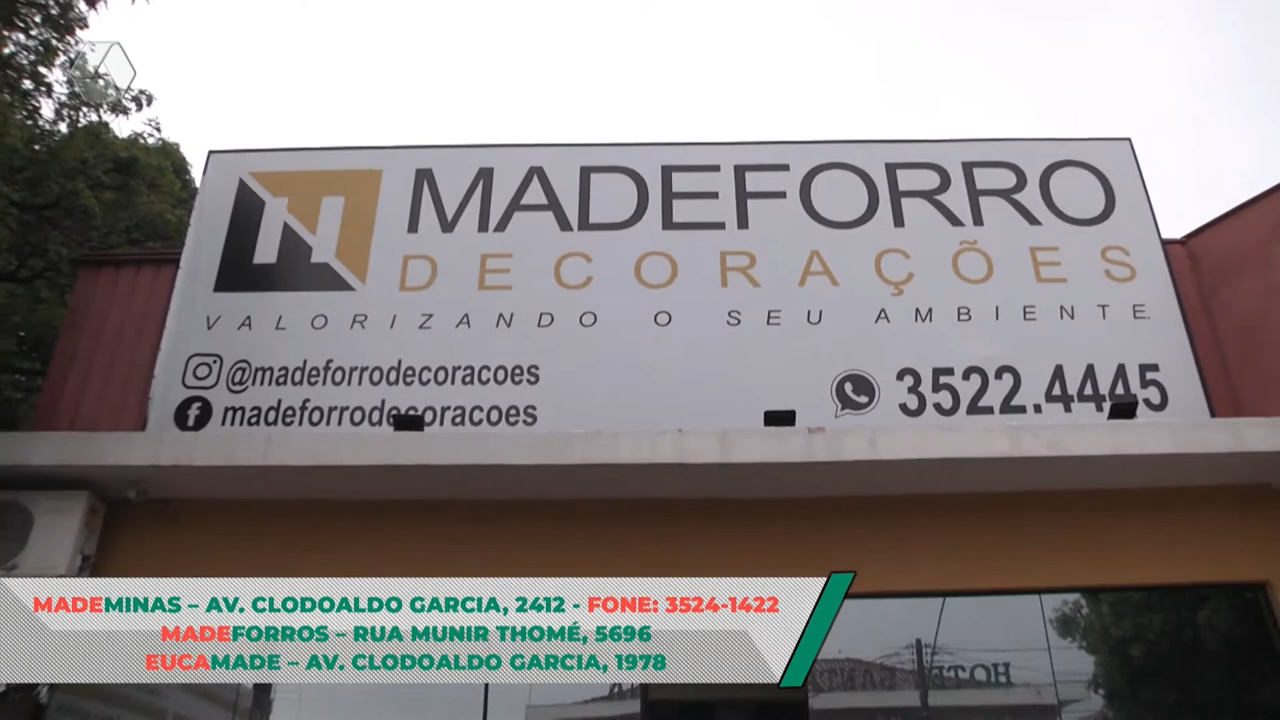 MADEFORRO
DECORAÇÕES
VALORIZANDO O SEU AMBIENTE.
@madeforrodecoracoes
madeforrodecoracoes
3522.4445
MADEMINAS – AV. CLODOALDO GARCIA, 2412 - FONE: 3524-1422
MADEFORROS – RUA MUNIR THOMÉ, 5696
EUCAMADE – AV. CLODOALDO GARCIA, 1978
HOTEL